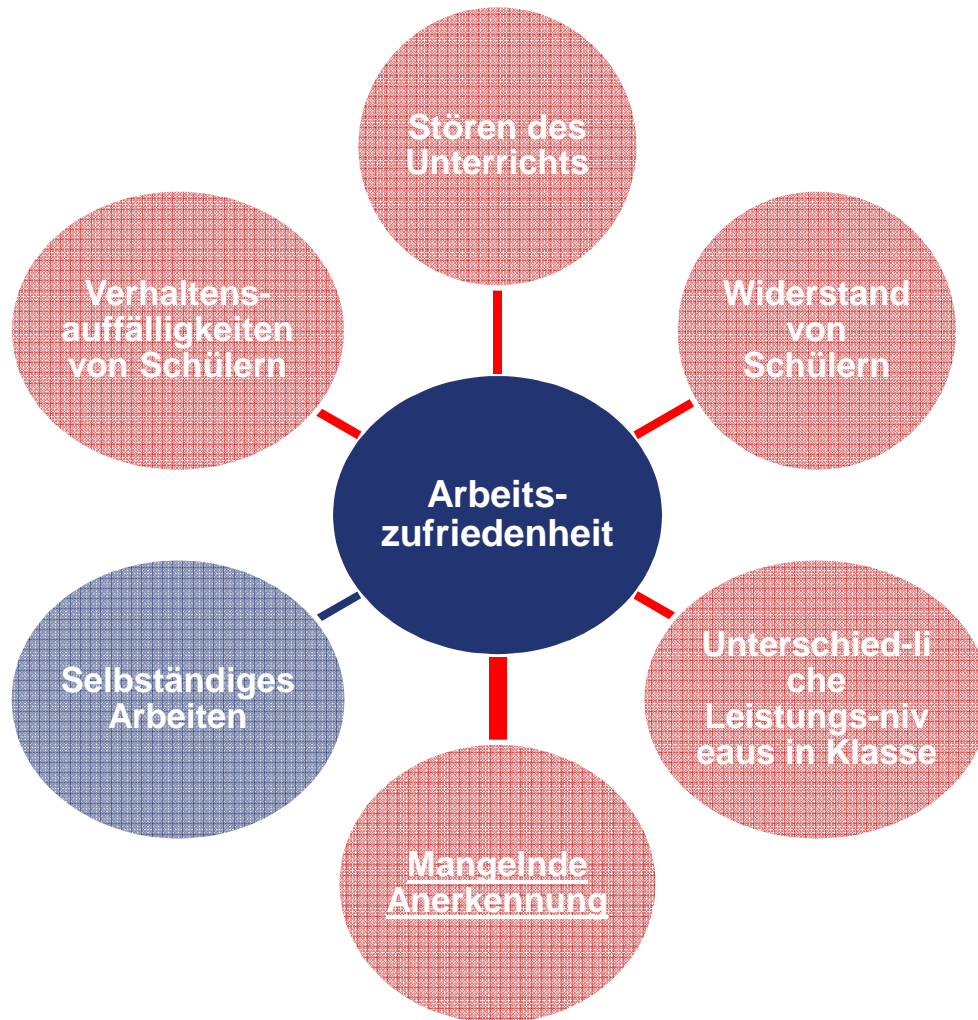 Stören des
Unterrichts
Verhaltens-
auffälligkeiten
von Schülern
Widerstand
von
Schülern
Arbeits-
zufriedenheit
Selbständiges
Arbeiten
Unterschied-li
che
Leistungs-niv
eaus in Klasse
Mangelnde
Anerkennung